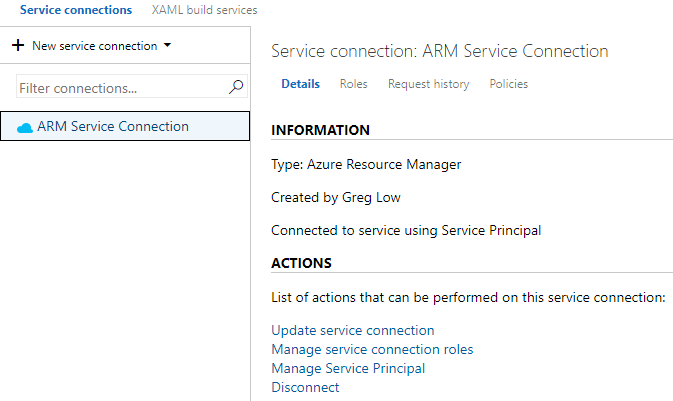 Service connections XAML build services
+ New service connection
Filter connections...
ARM Service Connection
Service connection: ARM Service Connection
Details Roles Request history Policies
INFORMATION
Type: Azure Resource Manager
Created by Greg Low
Connected to service using Service Principal
ACTIONS
List of actions that can be performed on this service connection:
Update service connection
Manage service connection roles
Manage Service Principal
Disconnect